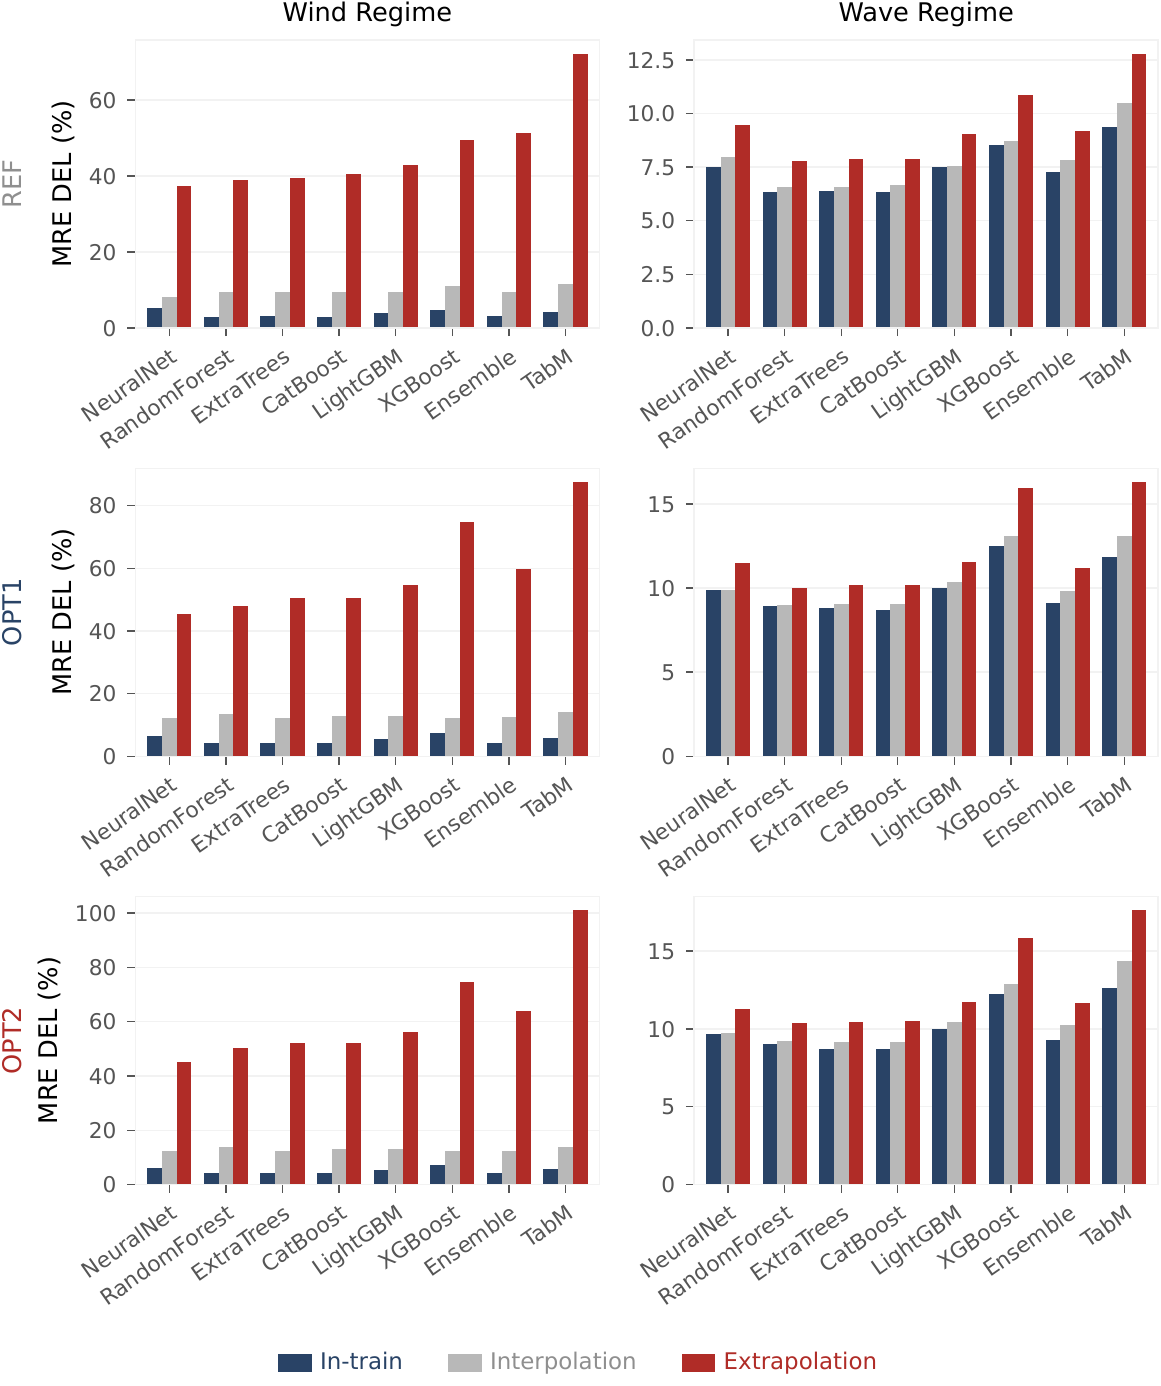 Wind Regime
Wave Regime
REF
MRE DEL (%)
60
40
20
0
NeuralNet
RandomForest
ExtraTrees
CatBoost
LightGBM
XGBoost
Ensemble
TabM
12.5
10.0
7.5
5.0
2.5
0.0
NeuralNet
RandomForest
ExtraTrees
CatBoost
LightGBM
XGBoost
Ensemble
TabM
OPT1
MRE DEL (%)
80
60
40
20
0
NeuralNet
RandomForest
ExtraTrees
CatBoost
LightGBM
XGBoost
Ensemble
TabM
15
10
5
0
NeuralNet
RandomForest
ExtraTrees
CatBoost
LightGBM
XGBoost
Ensemble
TabM
OPT2
MRE DEL (%)
100
80
60
40
20
0
NeuralNet
RandomForest
ExtraTrees
CatBoost
LightGBM
XGBoost
Ensemble
TabM
15
10
5
0
NeuralNet
RandomForest
ExtraTrees
CatBoost
LightGBM
XGBoost
Ensemble
TabM
In-train
Interpolation
Extrapolation